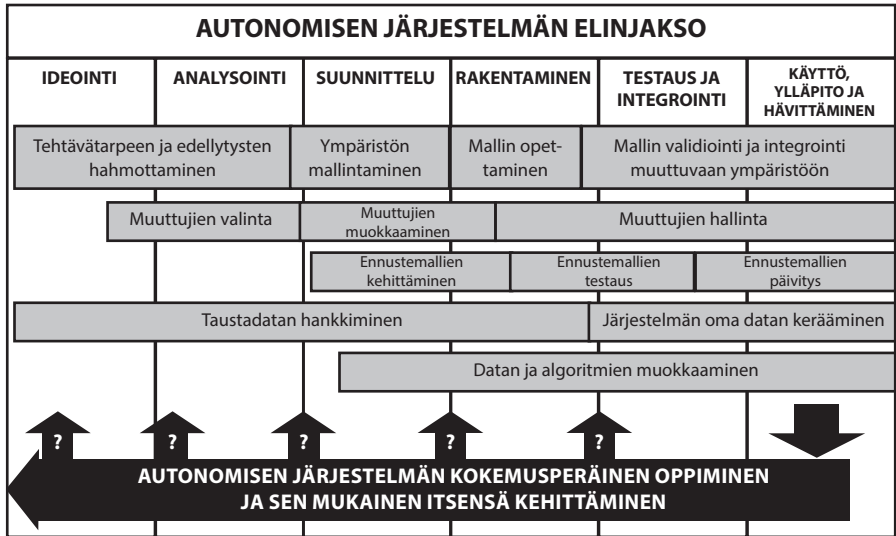 AUTONOMISEN JÄRJESTELMÄN ELINJAKSO
IDEOINTI
ANALYSOINTI
SUUNNITTELU
RAKENTAMINEN
TESTAUS JA
INTEGROINTI
KÄYTTÖ,
YLLÄPITO JA
HÄVITTÄMINEN
Tehtävätarpeen ja edellytysten
hahmottaminen
Ympäristön
mallintaminen
Mallin opet-
taminen
Mallin validiointi ja integrointi
muuttuvaan ympäristöön
Muuttujien valinta
Muuttujien
muokkaaminen
Muuttujien hallinta
Ennustemallien
kehittäminen
Ennustemallien
testaus
Ennustemallien
päivitys
Taustadatan hankkiminen
Järjestelmän oma datan kerääminen
Datan ja algoritmien muokkaaminen
? ? ? ? ?
AUTONOMISEN JÄRJESTELMÄN KOKEMUSPERÄINEN OPPIMINEN
JA SEN MUKAINEN ITSENSÄ KEHITTÄMINEN